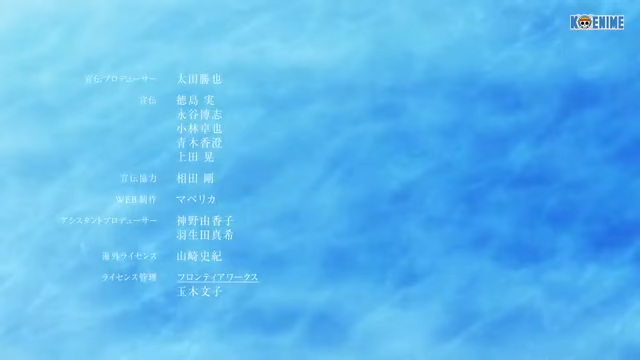 KOENIME
宣伝プロデューサー 太田勝也
宣伝 徳島 実
永谷博志
小林卓也
青木香澄
上田 晃
宣伝協力 相田 剛
WEB制作 マベリカ
アシスタントプロデューサー 神野由香子
羽生田真希
海外ライセンス 山崎史紀
ライセンス管理 フロンティアワークス
玉木文子